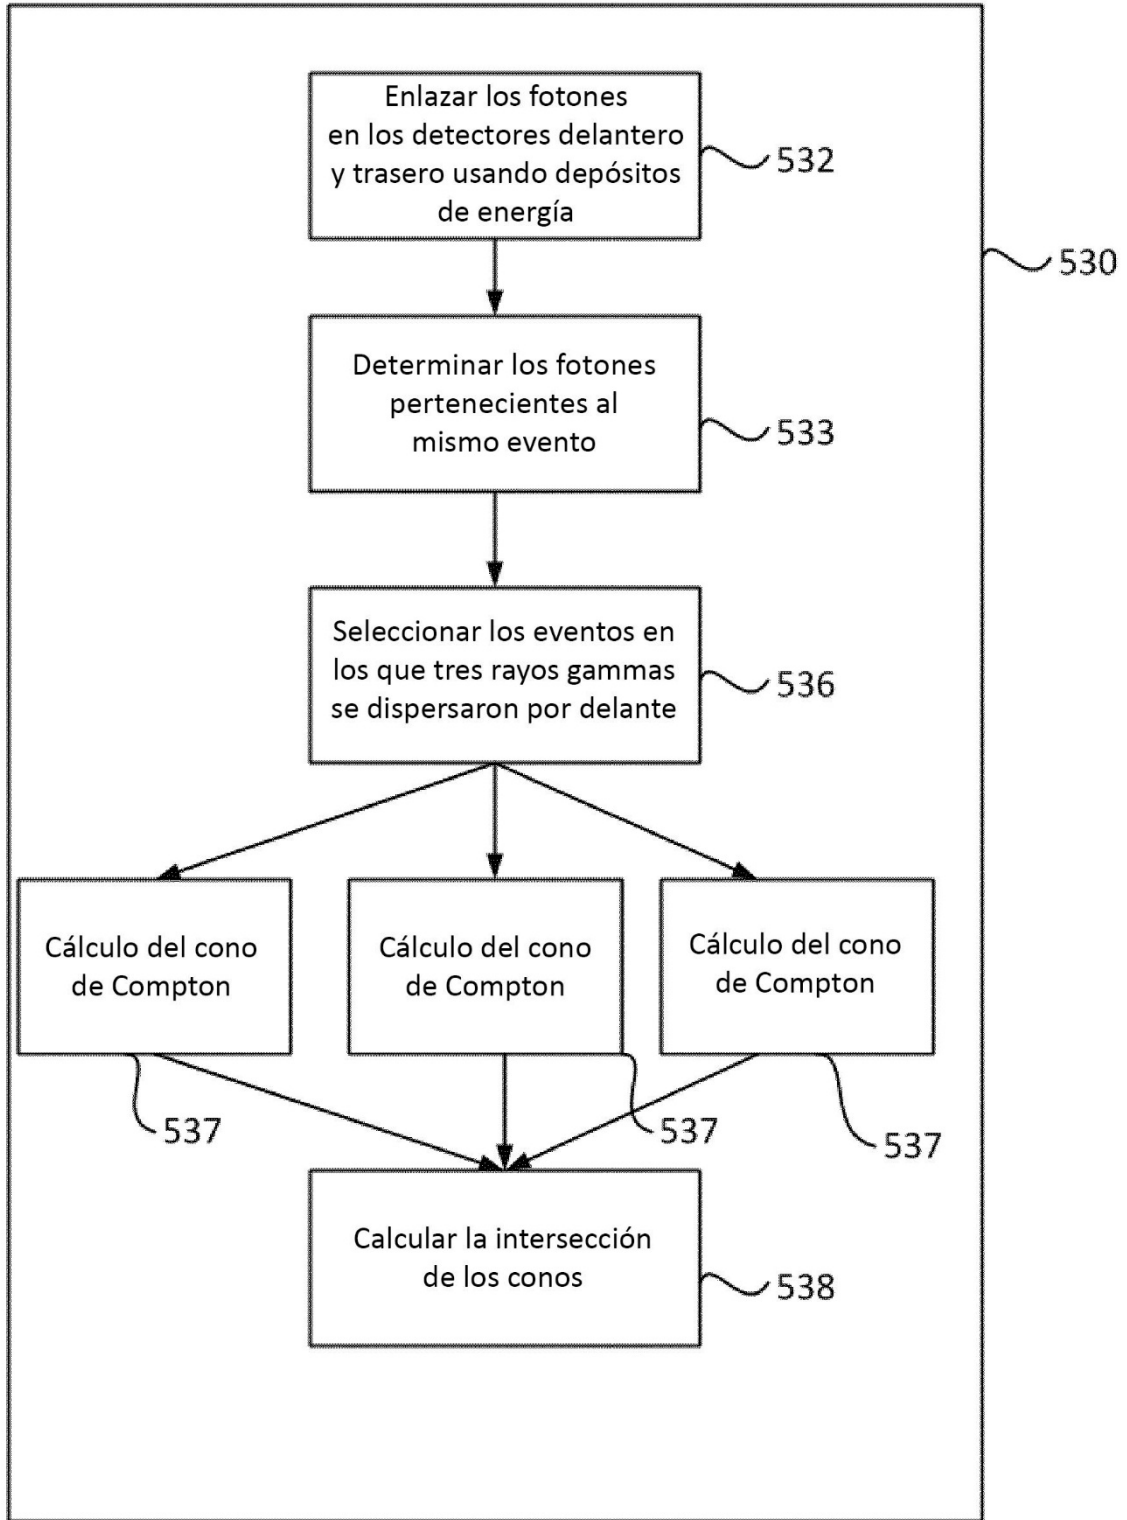 Enlazar los fotones
en los detectores delantero
y trasero usando depósitos
de energía
532
530
Determinar los fotones
pertenecientes al
mismo evento
533
Seleccionar los eventos en
los que tres rayos gammas
se dispersaron por delante
536
Cálculo del cono
de Compton
537
Cálculo del cono
de Compton
537
Cálculo del cono
de Compton
537
Calcular la intersección
de los conos
538